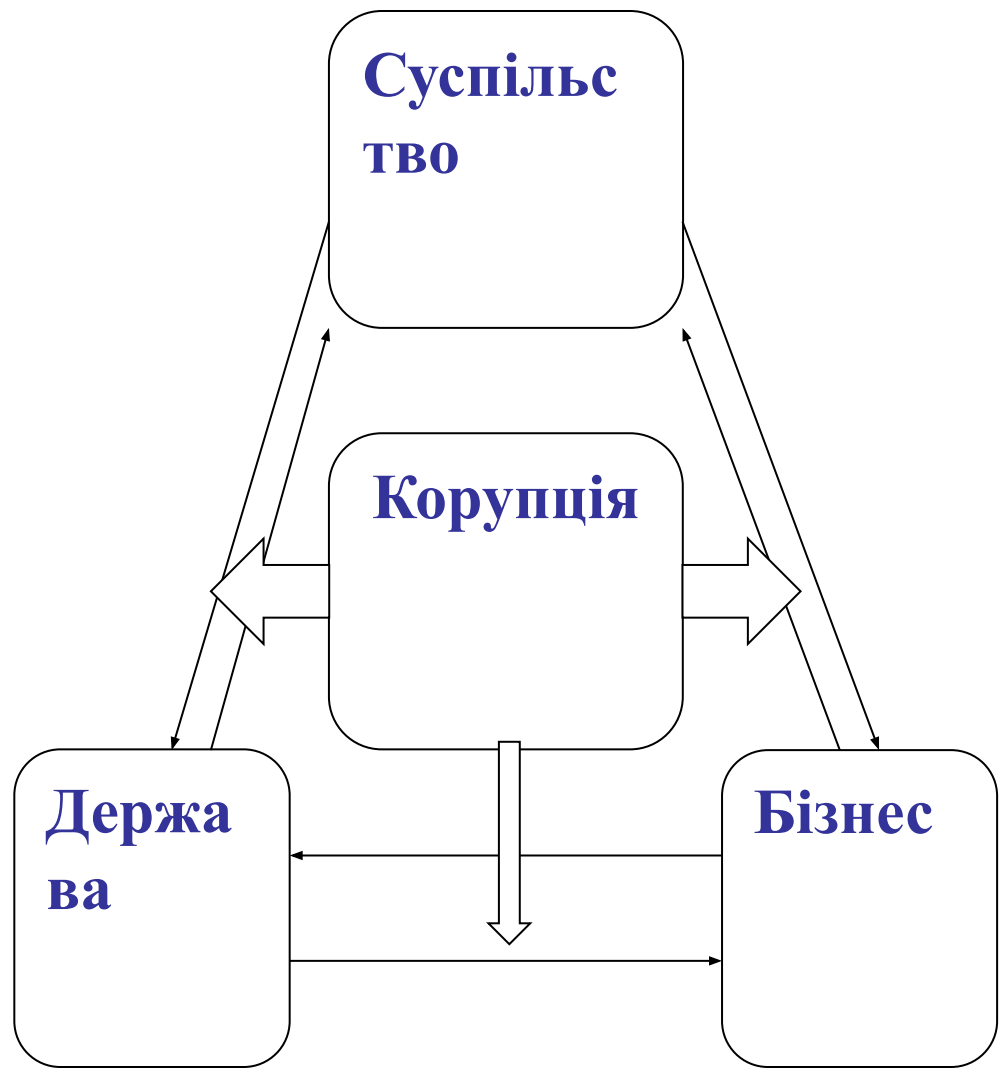 Суспільс
тво
Корупція
Держа
ва
Бізнес